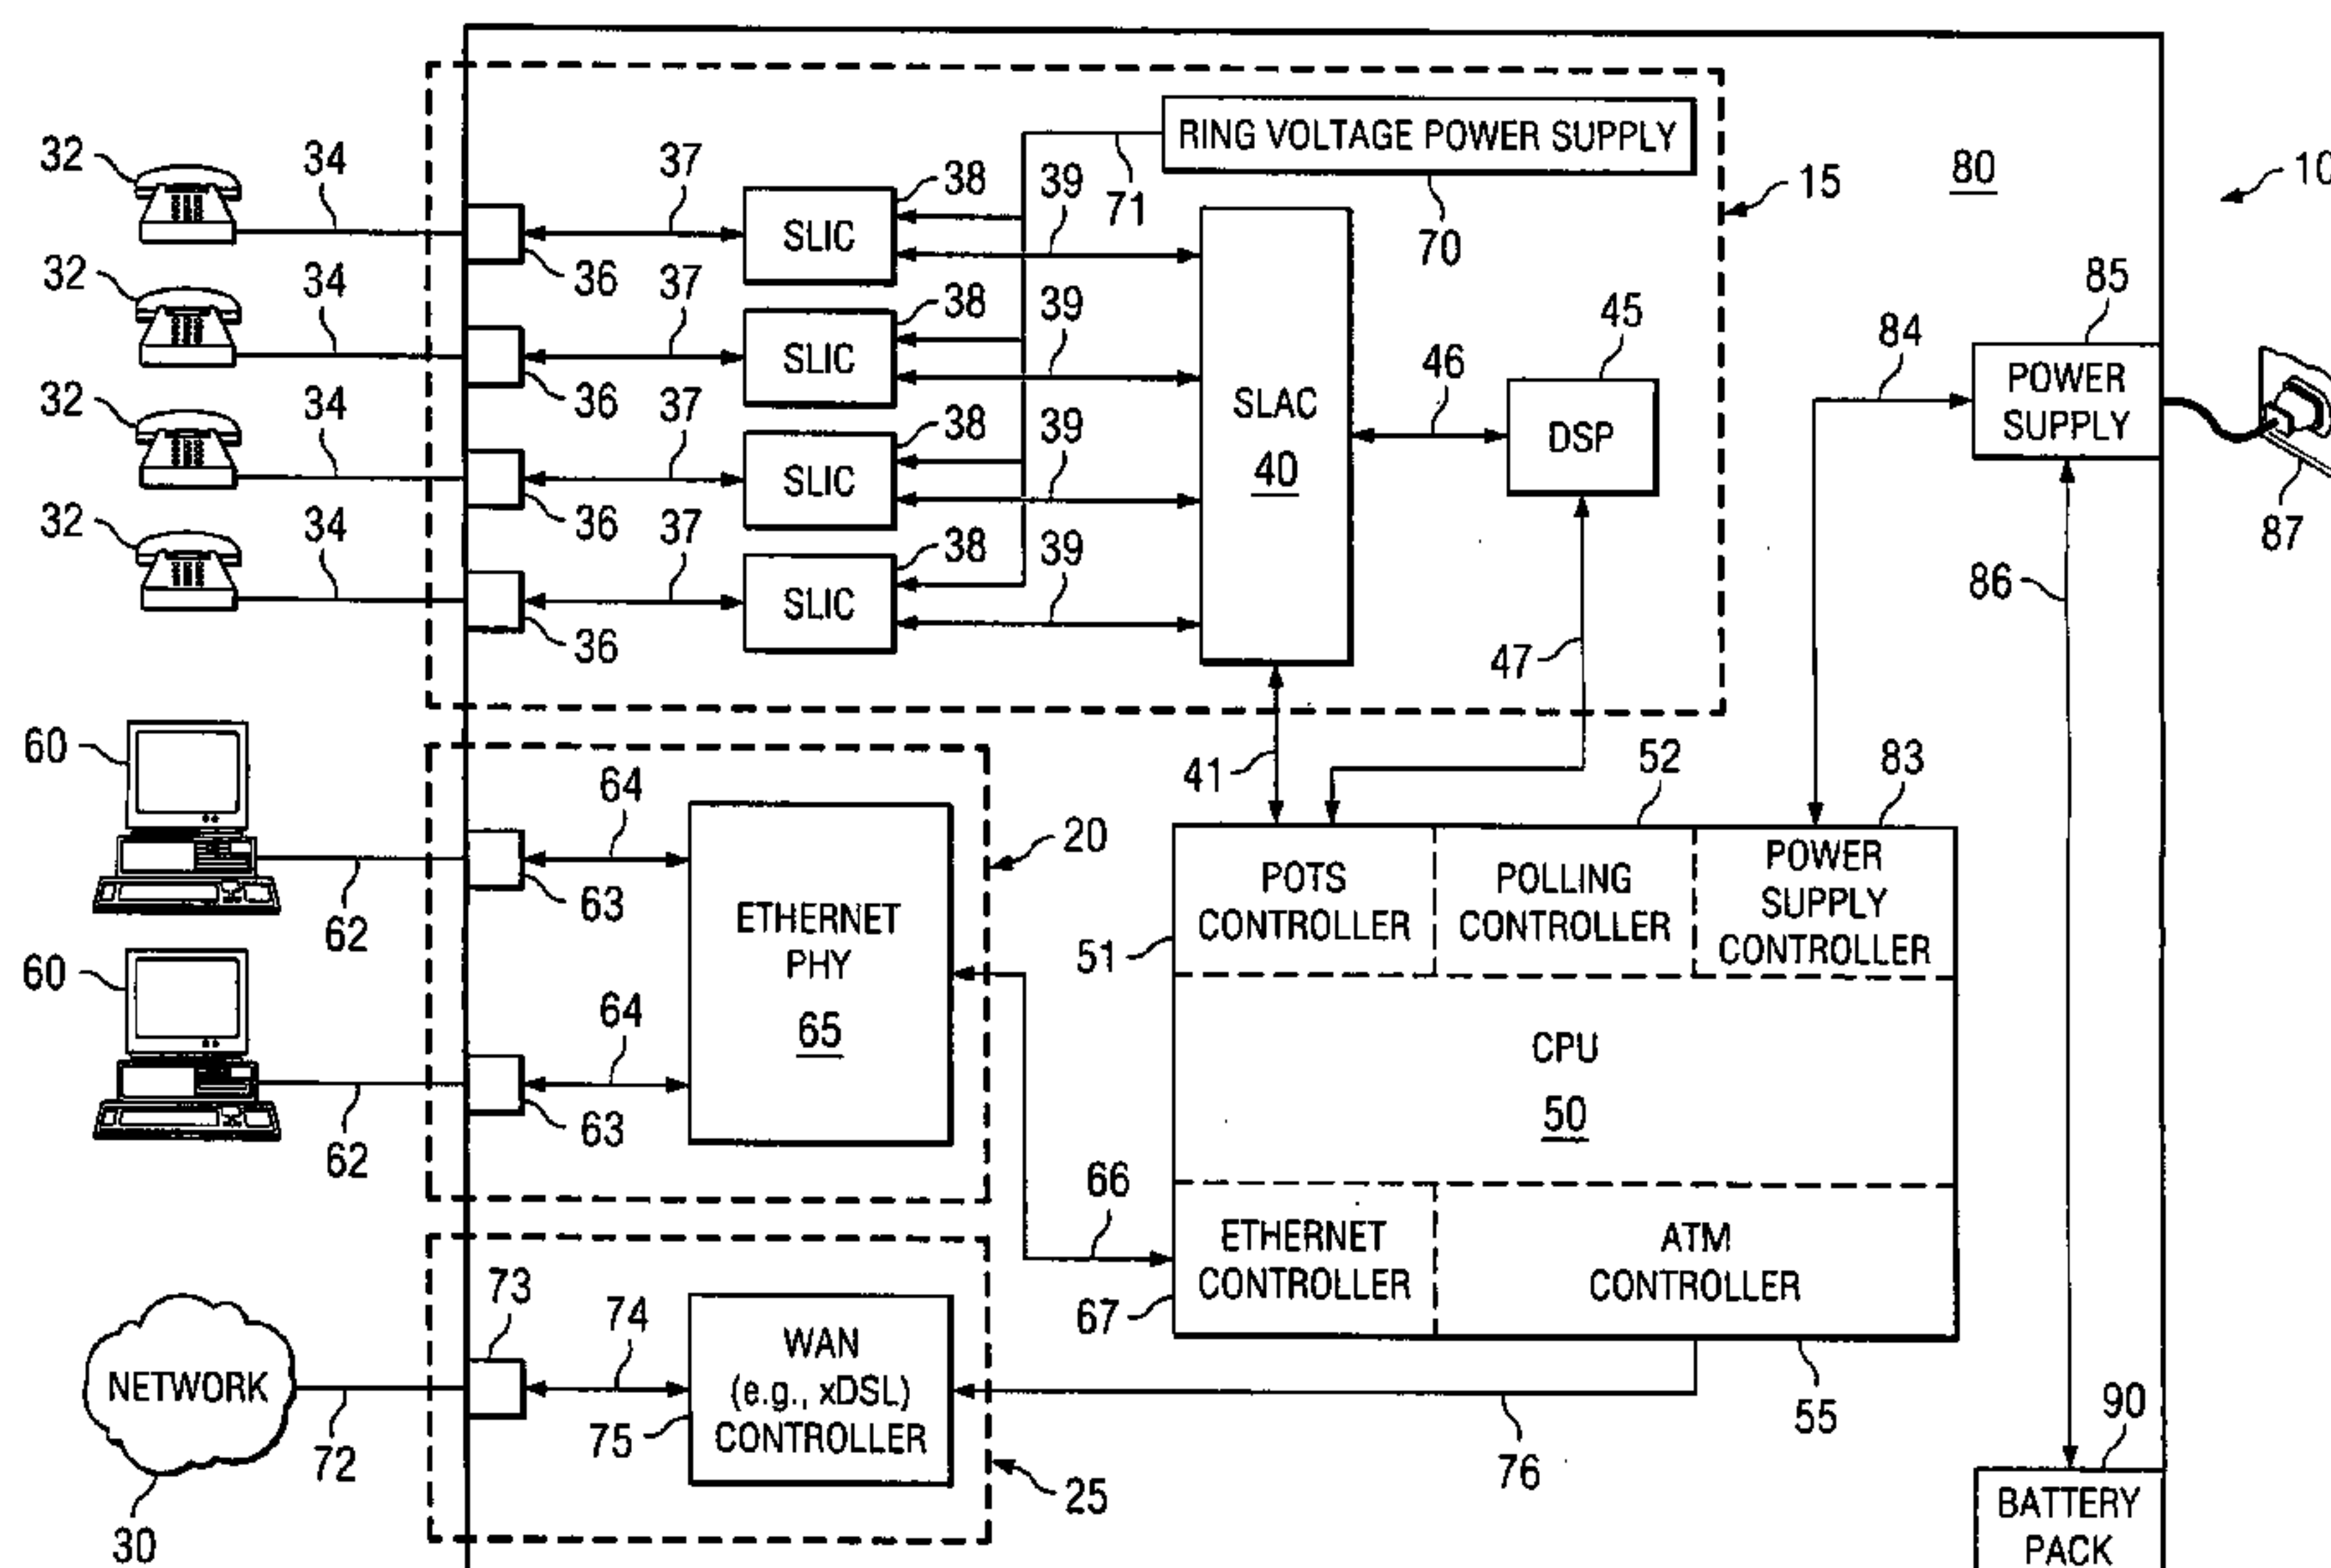 RING VOLTAGE POWER SUPPLY
80
10
15
70
71
32
34
36
37
SLIC
38
39
32
34
36
37
SLIC
38
39
32
34
36
37
SLIC
38
39
32
34
36
37
SLIC
38
39
SLAC
40
46
45
DSP
47
41
84
85
POWER
SUPPLY
87
86
60
62
63
64
60
62
63
64
ETHERNET
PHY
65
20
66
52
83
51
POTS
CONTROLLER
POLLING
CONTROLLER
POWER
SUPPLY
CONTROLLER
CPU
50
ETHERNET
CONTROLLER
67
ATM
CONTROLLER
55
NETWORK
30
72
73
74
WAN
(e.g., xDSL)
CONTROLLER
75
25
76
90
BATTERY
PACK